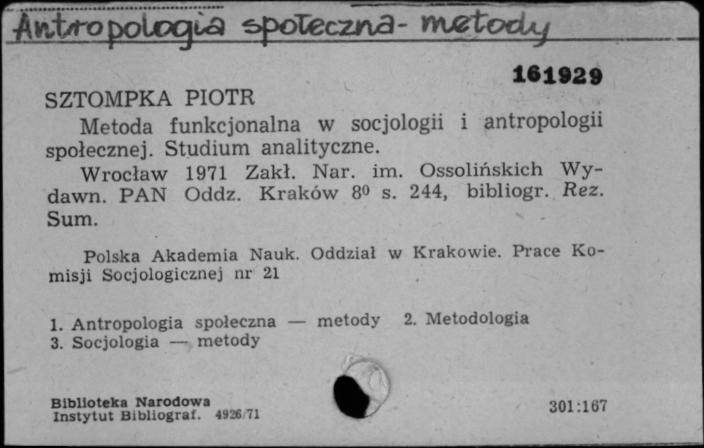 Antropologia społeczna - metody
161929
SZTOMPKA PIOTR
Metoda funkcjonalna w socjologii i antropologii
społecznej. Studium analityczne.
Wrocław 1971 Zakł. Nar. im. Ossolińskich Wy-
dawn. PAN Oddz. Kraków 8⁰ s. 244, bibliogr. Rez.
Sum.
Polska Akademia Nauk. Oddział w Krakowie. Prace Ko-
misji Socjologicznej nr 21
1. Antropologia społeczna — metody 2. Metodologia
3. Socjologia — metody
Biblioteka Narodowa
Instytut Bibliograf. 4926/71
301:167